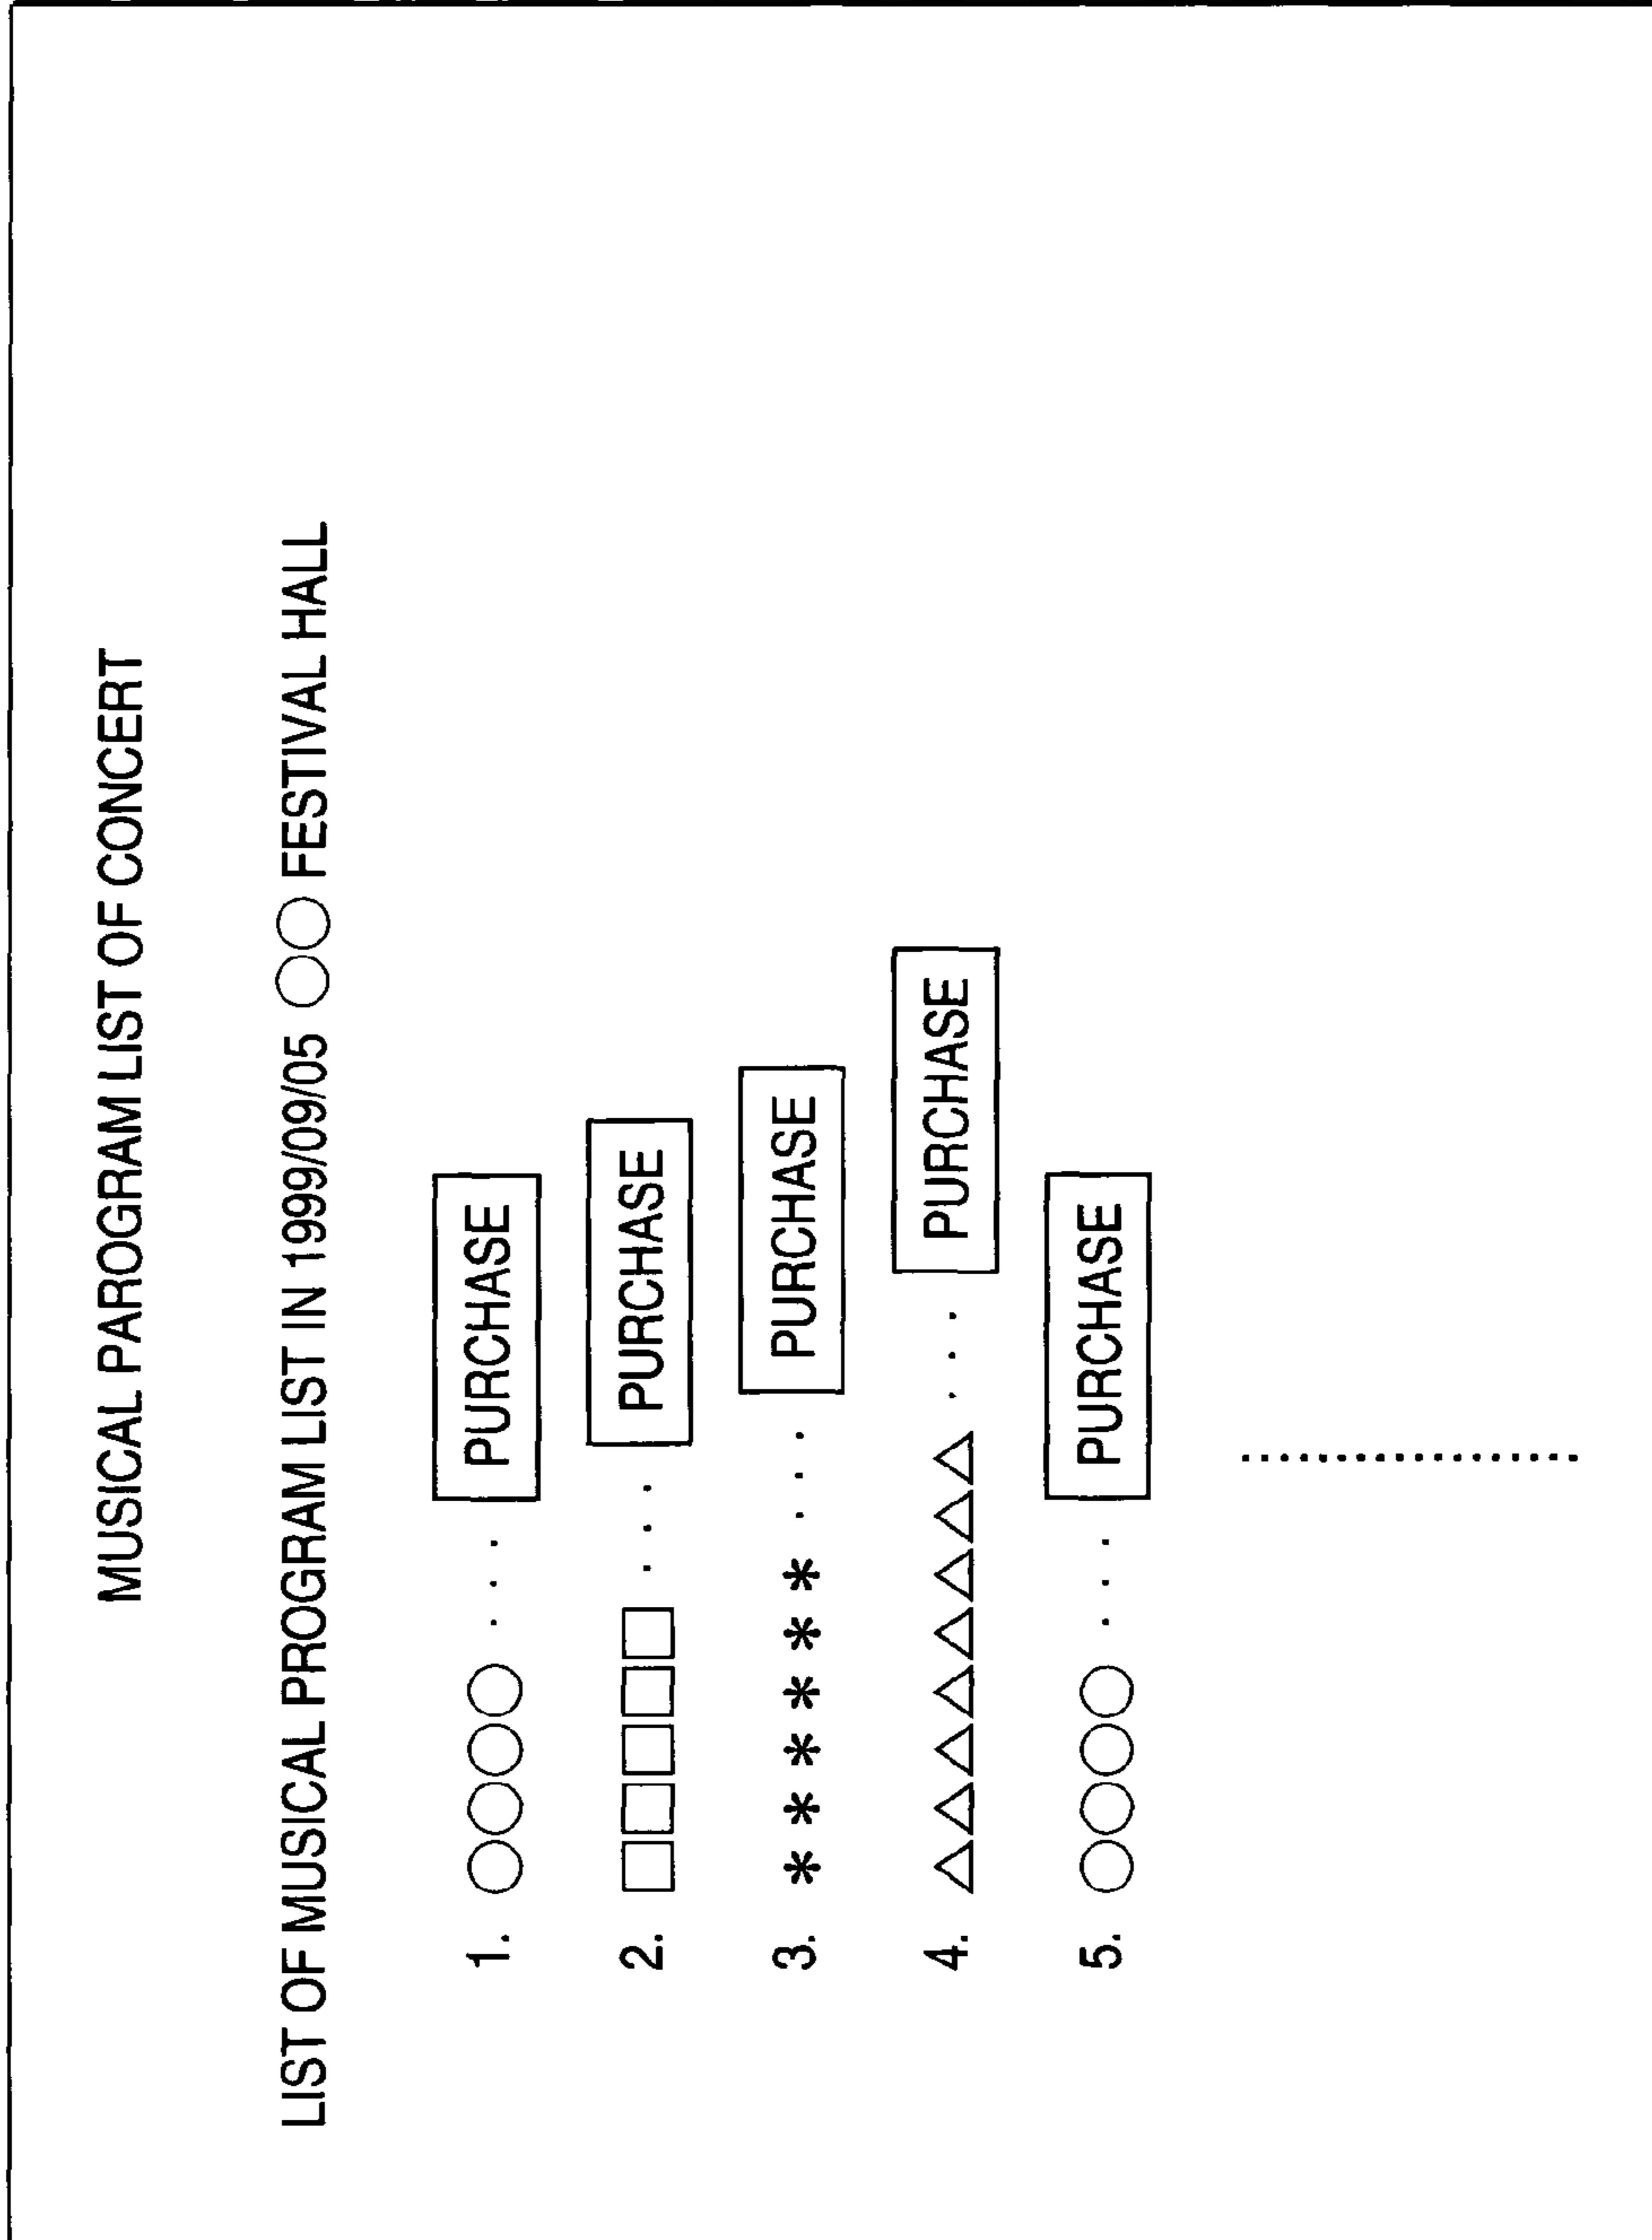 MUSICAL PAROGRAM LIST OF CONCERT
LIST OF MUSICAL PROGRAM LIST IN 1999/09/05 ○○ FESTIVAL HALL
1. ○○○○ ... PURCHASE
2. □□□□□ ... PURCHASE
3. ****** ... PURCHASE
4. △△△△△△△△ ... PURCHASE
5. ○○○○ ... PURCHASE
..................